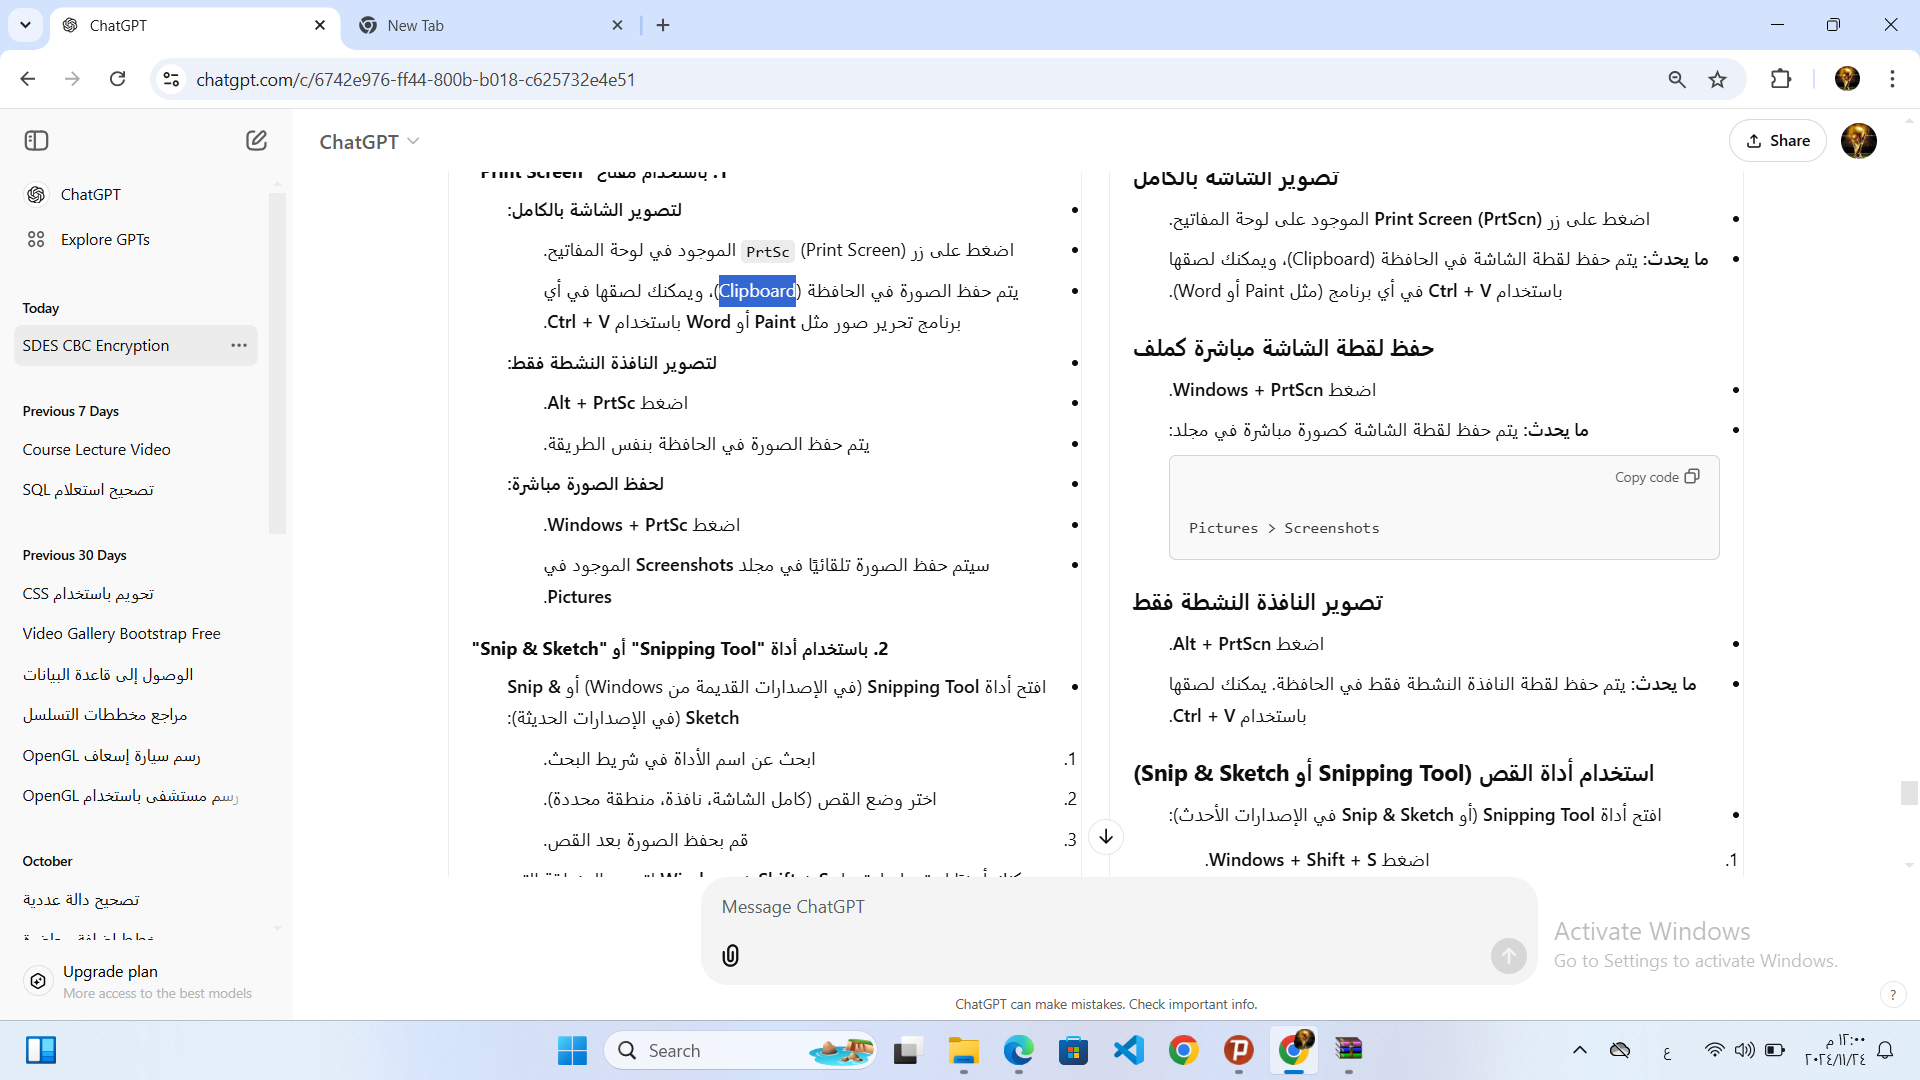 ChatGPT
New Tab
chatgpt.com/c/6742e976-ff44-800b-b018-c625732e4e51
ChatGPT
Share
ChatGPT
Explore GPTs
Today
SDES CBC Encryption
Previous 7 Days
Course Lecture Video
تصحيح استعلام SQL
Previous 30 Days
تحويم باستخدام CSS
Video Gallery Bootstrap Free
الوصول إلى قاعدة البيانات
مراجع مخططات التسلسل
رسم سيارة إسعاف OpenGL
رسم مستشفى باستخدام OpenGL
October
تصحيح دالة عددية
Upgrade plan
More access to the best models
1. باستخدام مفتاح "Print Screen"
لتصوير الشاشة بالكامل:
اضغط على زر PrtSc (Print Screen) الموجود في لوحة المفاتيح.
يتم حفظ الصورة في الحافظة (Clipboard)، ويمكنك لصقها في أي
برنامج تحرير صور مثل Paint أو Word باستخدام Ctrl + V.
لتصوير النافذة النشطة فقط:
اضغط Alt + PrtSc.
يتم حفظ الصورة في الحافظة بنفس الطريقة.
لحفظ الصورة مباشرة:
اضغط Windows + PrtSc.
سيتم حفظ الصورة تلقائيًا في مجلد Screenshots الموجود في
Pictures.
2. باستخدام أداة "Snipping Tool" أو "Snip & Sketch"
افتح أداة Snipping Tool (في الإصدارات القديمة من Windows) أو Snip &
Sketch (في الإصدارات الحديثة):
1. ابحث عن اسم الأداة في شريط البحث.
2. اختر وضع القص (كامل الشاشة، نافذة، منطقة محددة).
3. قم بحفظ الصورة بعد القص.
تصوير الشاشة بالكامل
اضغط على زر Print Screen (PrtScn) الموجود على لوحة المفاتيح.
ما يحدث: يتم حفظ لقطة الشاشة في الحافظة (Clipboard)، ويمكنك لصقها
باستخدام Ctrl + V في أي برنامج (مثل Paint أو Word).
حفظ لقطة الشاشة مباشرة كملف
اضغط Windows + PrtScn.
ما يحدث: يتم حفظ لقطة الشاشة كصورة مباشرة في مجلد:
Copy code
Pictures > Screenshots
تصوير النافذة النشطة فقط
اضغط Alt + PrtScn.
ما يحدث: يتم حفظ لقطة النافذة النشطة فقط في الحافظة. يمكنك لصقها
باستخدام Ctrl + V.
استخدام أداة القص (Snipping Tool أو Snip & Sketch)
افتح أداة Snipping Tool (أو Snip & Sketch في الإصدارات الأحدث):
1. اضغط Windows + Shift + S.
Message ChatGPT
ChatGPT can make mistakes. Check important info.
?
Activate Windows
Go to Settings to activate Windows.
Search
ع
١٢:٠٠ م
٢٠٢٤/١١/٢٤